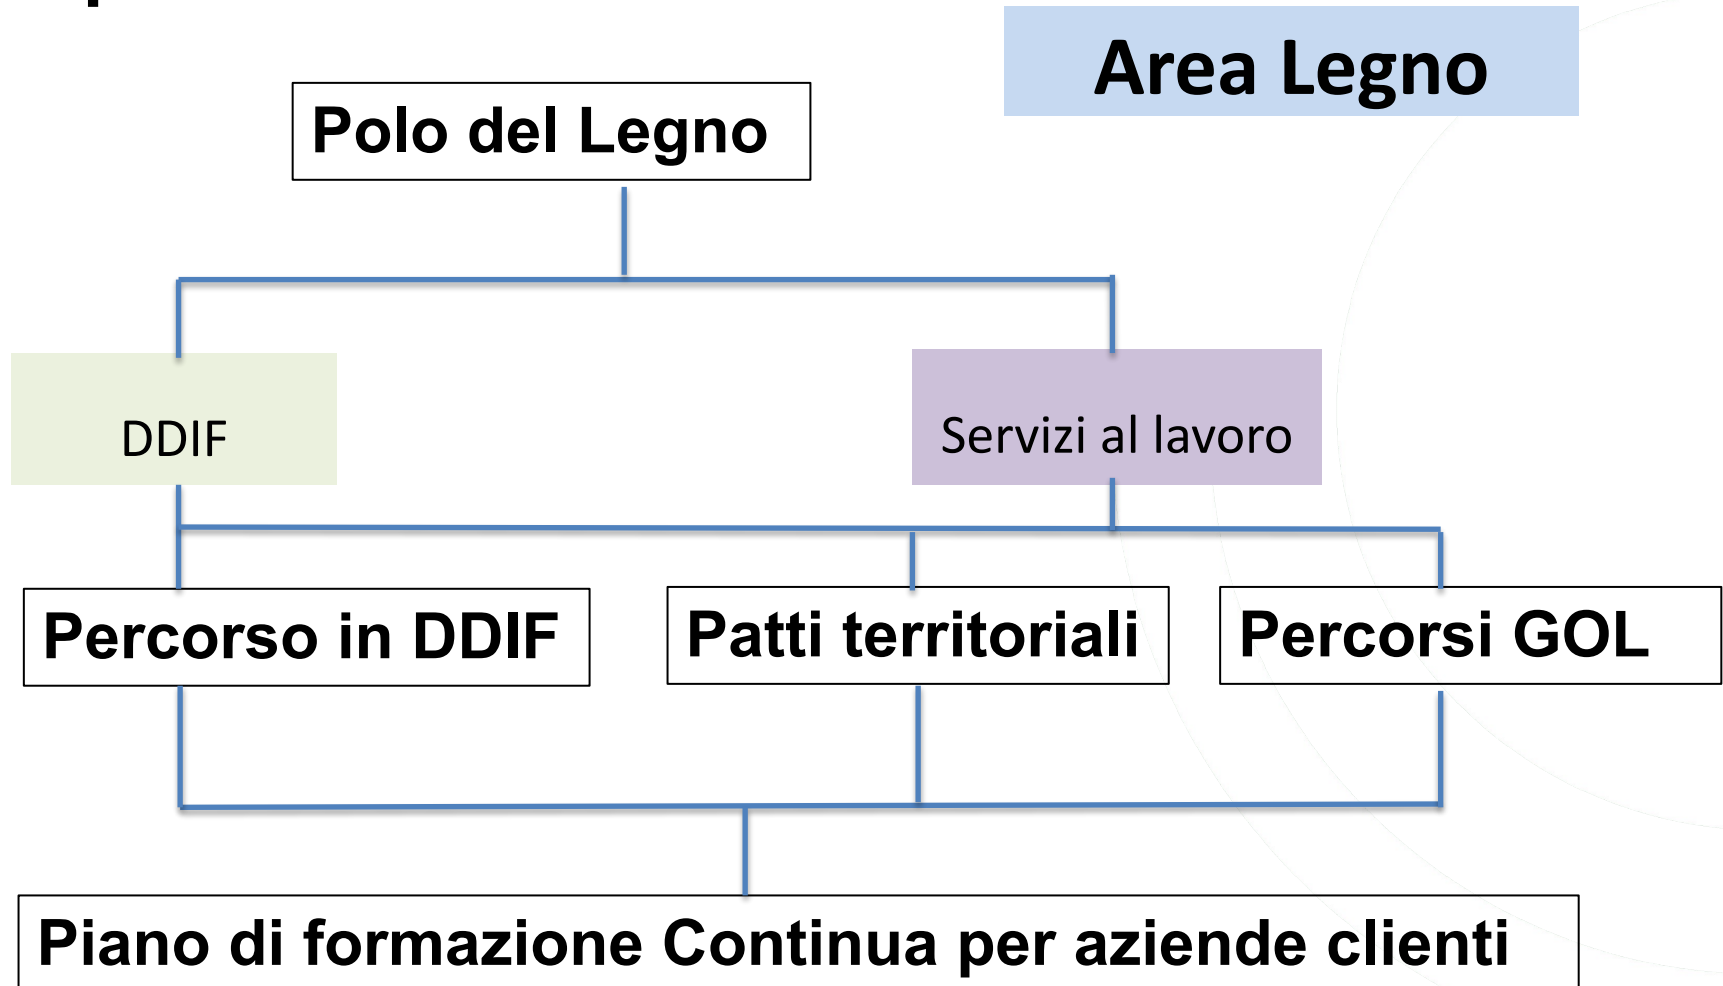 Area Legno
Polo del Legno
DDIF
Servizi al lavoro
Percorso in DDIF
Patti territoriali
Percorsi GOL
Piano di formazione Continua per aziende clienti